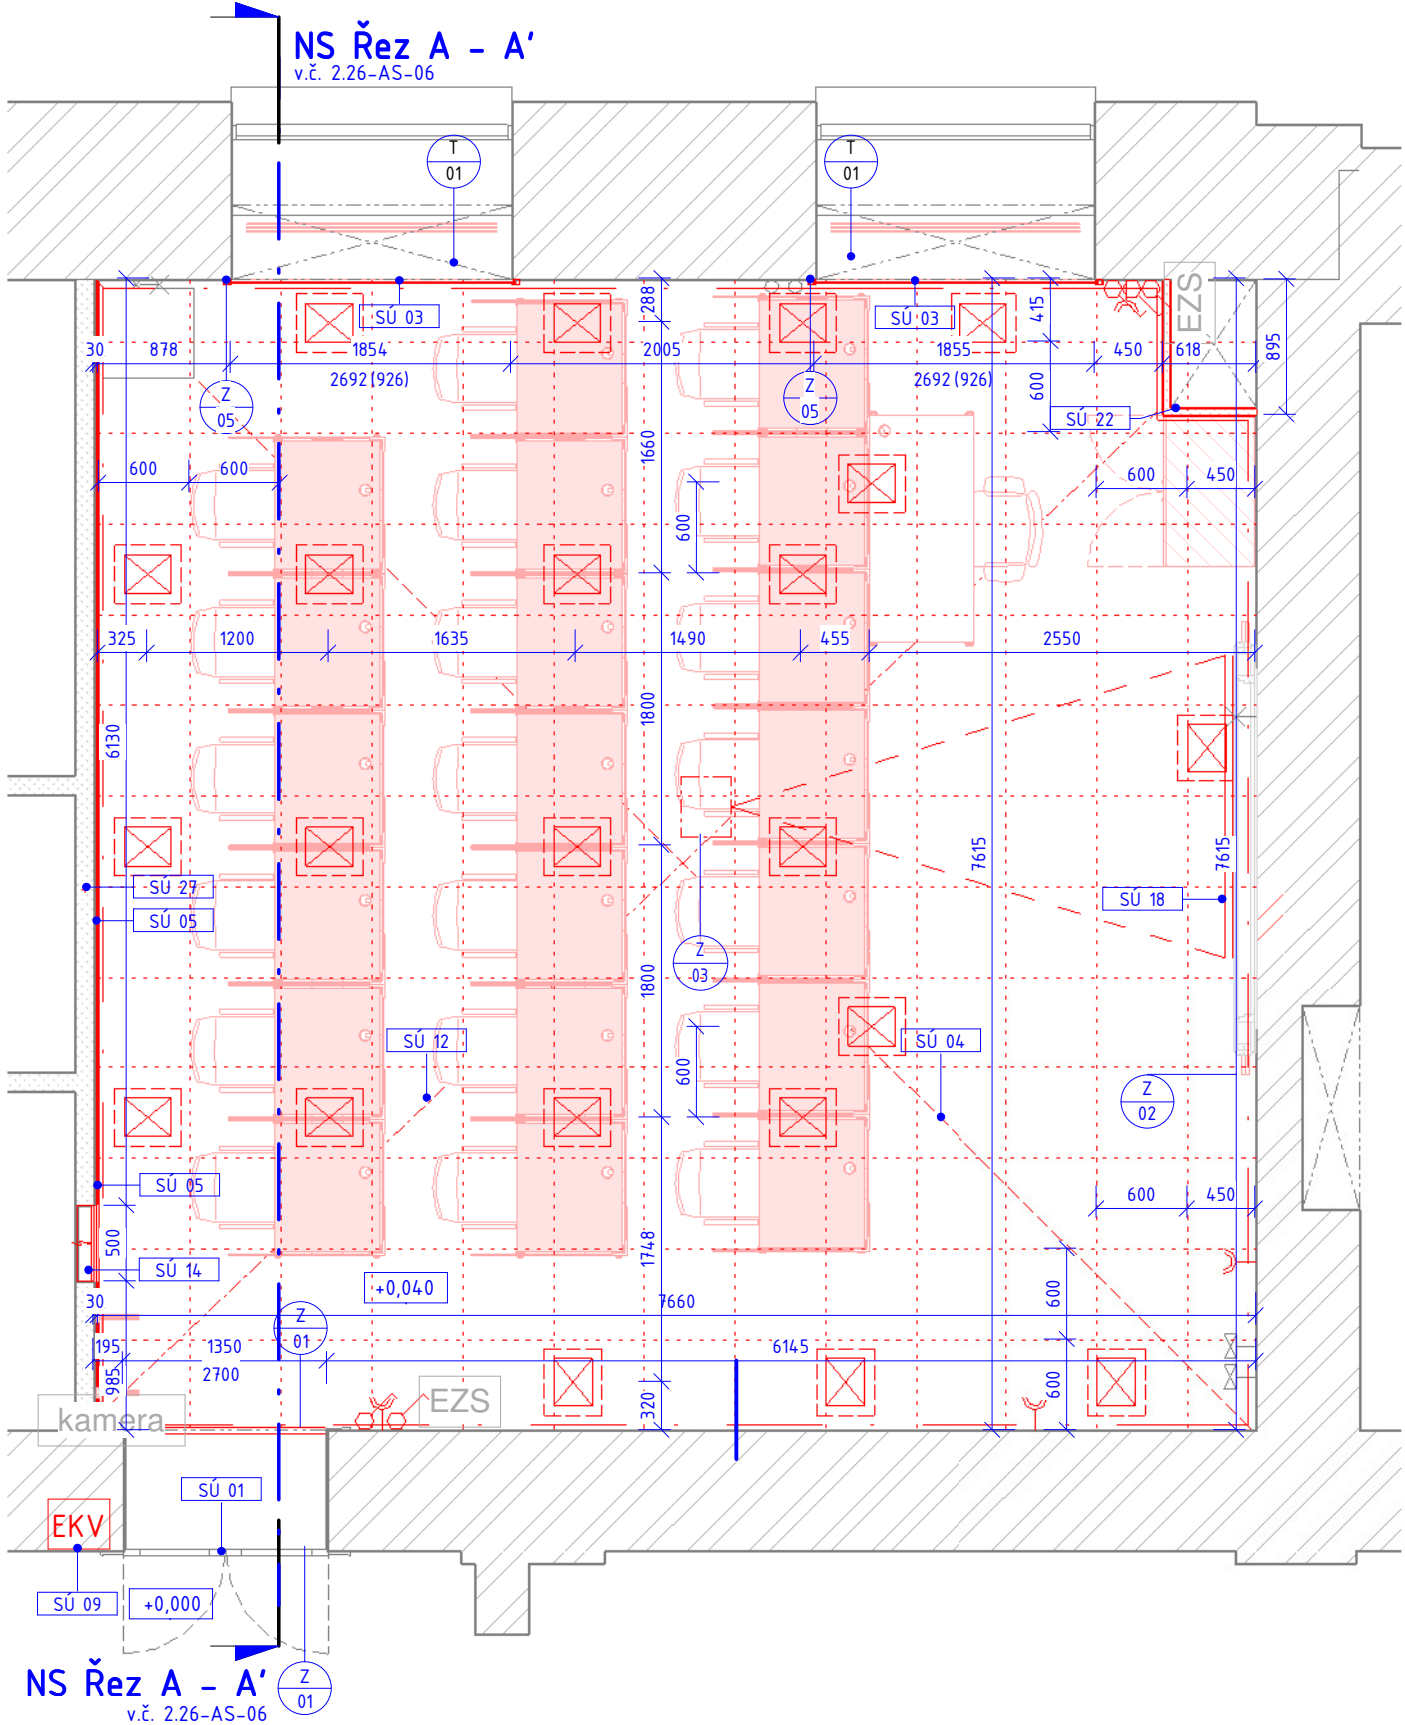 NS Řez A - A'
v.č. 2.26-AS-06
T
01
T
01
EZS
SÚ 03
SÚ 03
288
415
30
878
1854
2005
1855
450
618
895
2692 (926)
2692 (926)
600
Z
05
Z
05
SÚ 22
1660
600
600
600
450
600
325
1200
1635
1490
455
2550
6130
1800
7615
7615
SÚ 27
SÚ 05
SÚ 18
Z
03
1800
SÚ 12
SÚ 04
600
Z
02
SÚ 05
600
450
500
1748
SÚ 14
+0,040
600
30
7660
Z
01
195
1350
6145
2700
985
320
600
EZS
kamera
SÚ 01
EKV
SÚ 09
+0,000
NS Řez A - A'
v.č. 2.26-AS-06
Z
01